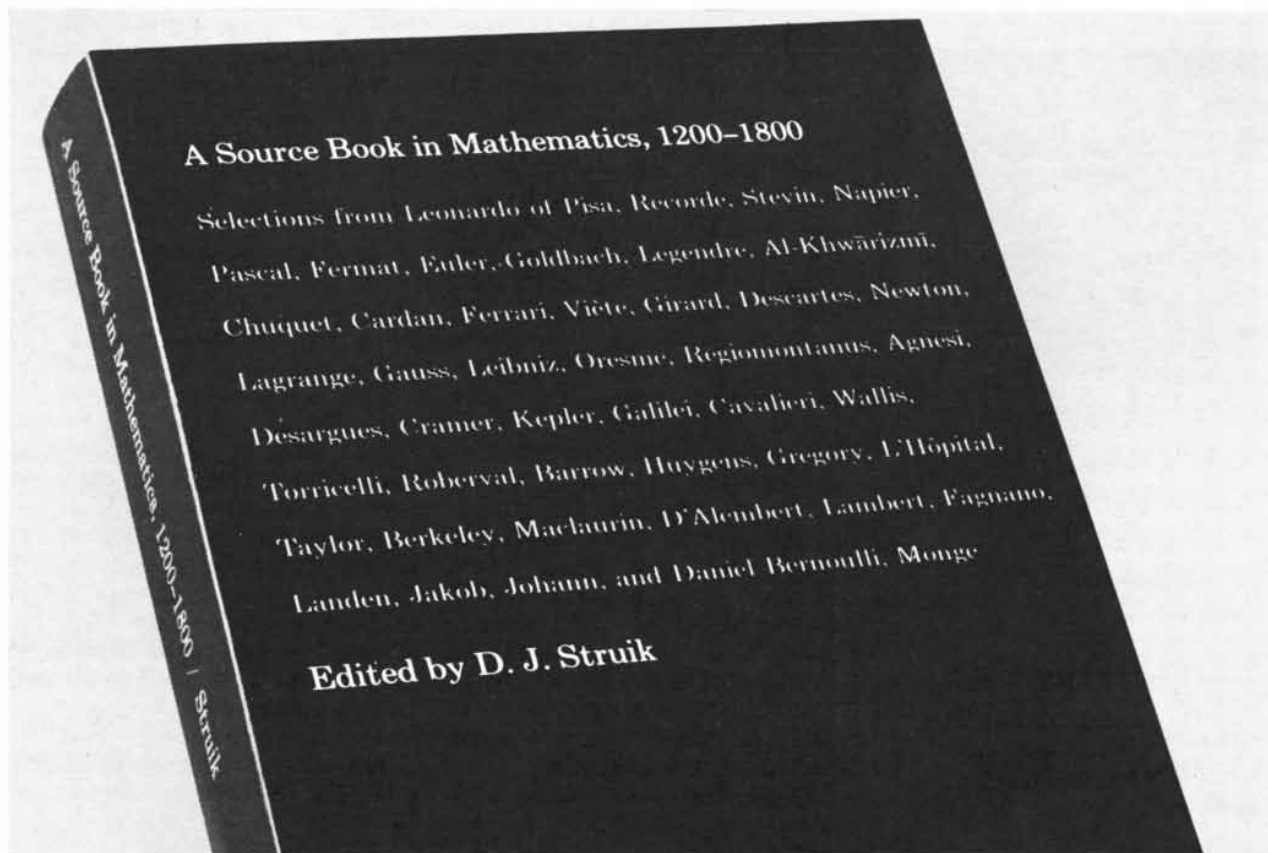 A Source Book in Mathematics, 1200–1800
Selections from Leonardo of Pisa, Recorde, Stevin, Napier,
Pascal, Fermat, Euler, Goldbach, Legendre, Al-Khwārizmī,
Chuquet, Cardan, Ferrari, Viète, Girard, Descartes, Newton,
Lagrange, Gauss, Leibniz, Oresme, Regiomontanus, Agnesi,
Desargues, Cramer, Kepler, Galilei, Cavalieri, Wallis,
Torricelli, Roberval, Barrow, Huygens, Gregory, L'Hôpital,
Taylor, Berkeley, Maclaurin, D'Alembert, Lambert, Fagnano,
Landen, Jakob, Johann, and Daniel Bernoulli, Monge
Edited by D. J. Struik
A Source Book in Mathematics, 1200–1800 / Struik